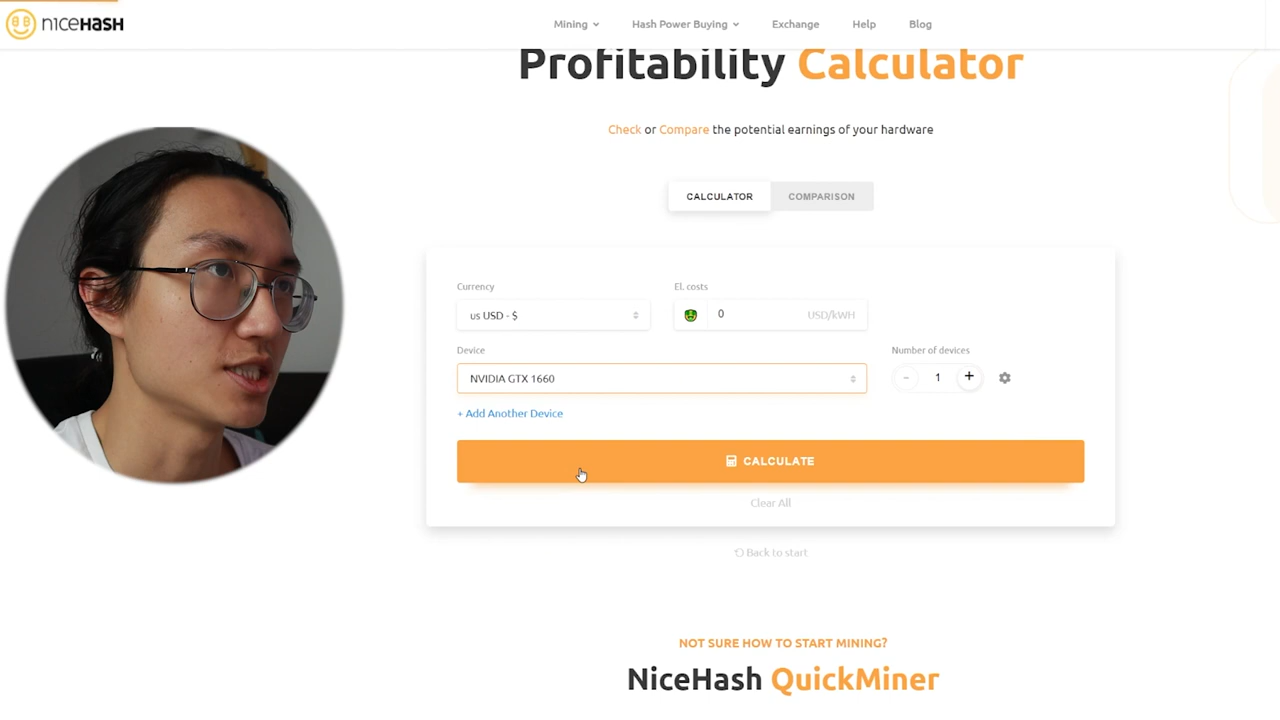 niceHASH
Mining
Hash Power Buying
Exchange
Help
Blog
Profitability Calculator
Check or Compare the potential earnings of your hardware
CALCULATOR
COMPARISON
Currency
El. costs
us USD - $
0
USD/kWH
Device
Number of devices
NVIDIA GTX 1660
- 1 +
+ Add Another Device
CALCULATE
Clear All
Back to start
NOT SURE HOW TO START MINING?
NiceHash QuickMiner